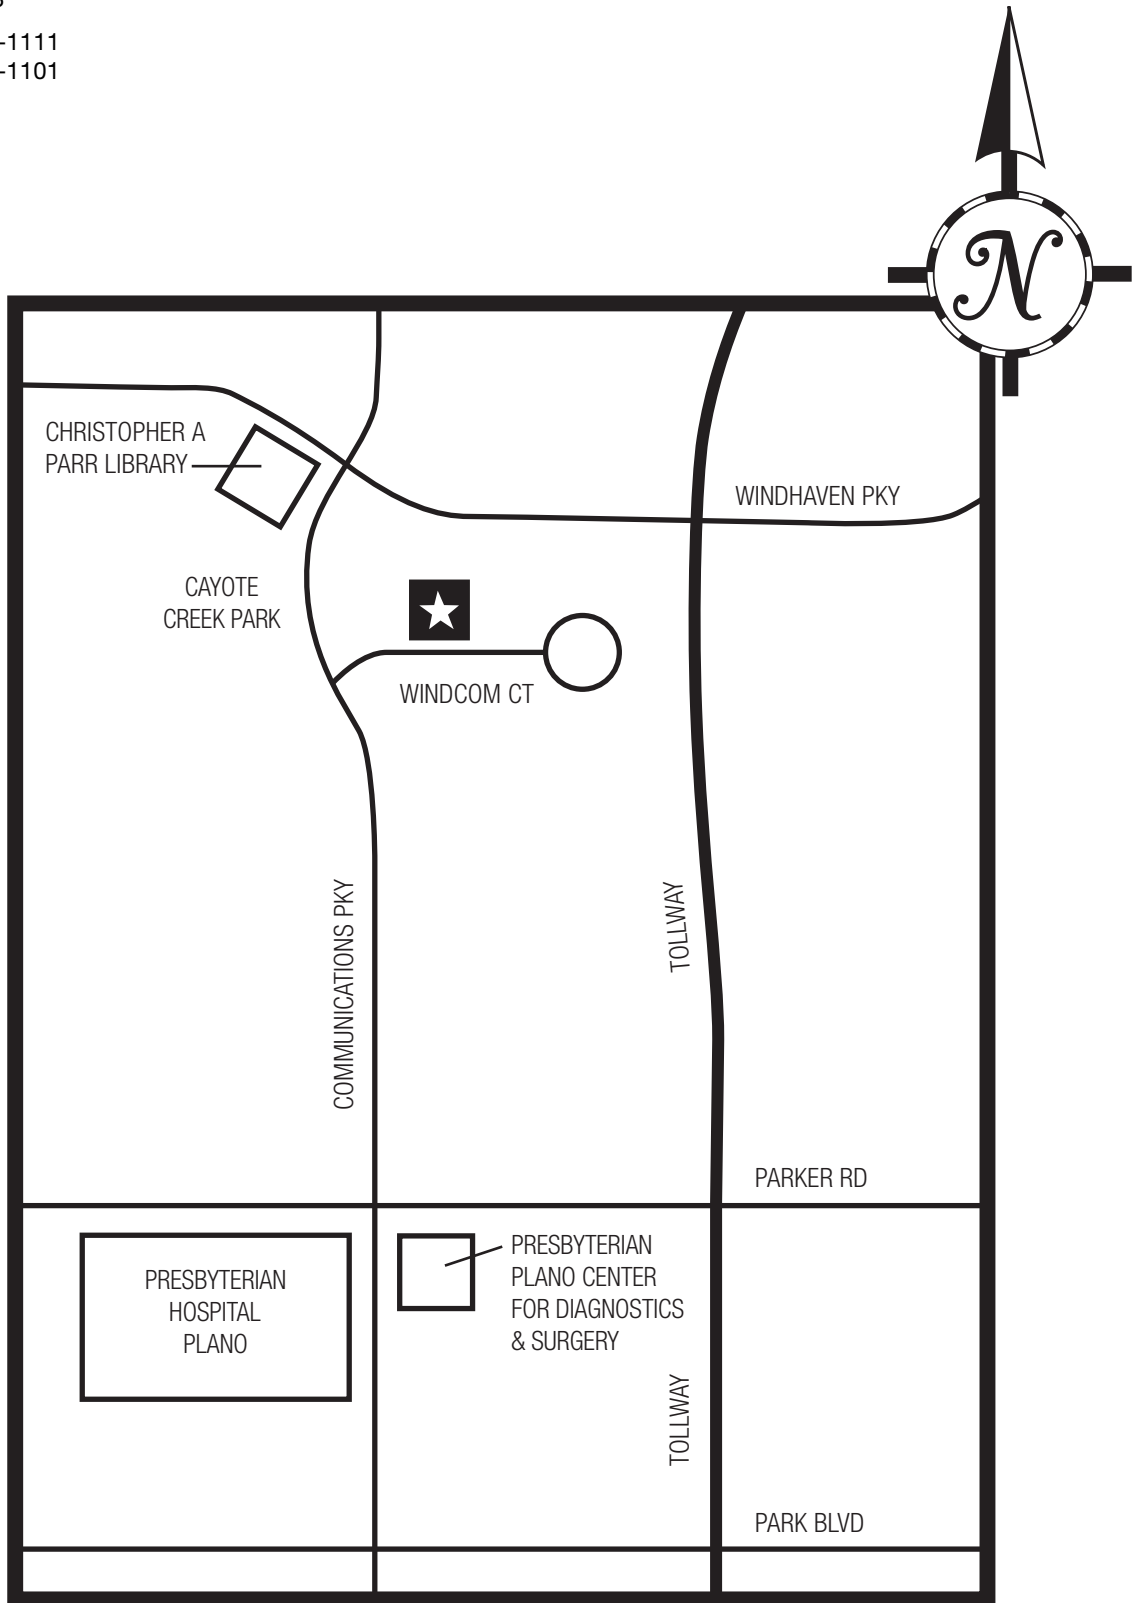 -1111
-1101
N
CHRISTOPHER A
PARR LIBRARY
WINDHAVEN PKY
CAYOTE
CREEK PARK
WINDCOM CT
COMMUNICATIONS PKY
TOLLWAY
PARKER RD
PRESBYTERIAN
HOSPITAL
PLANO
PRESBYTERIAN
PLANO CENTER
FOR DIAGNOSTICS
& SURGERY
TOLLWAY
PARK BLVD